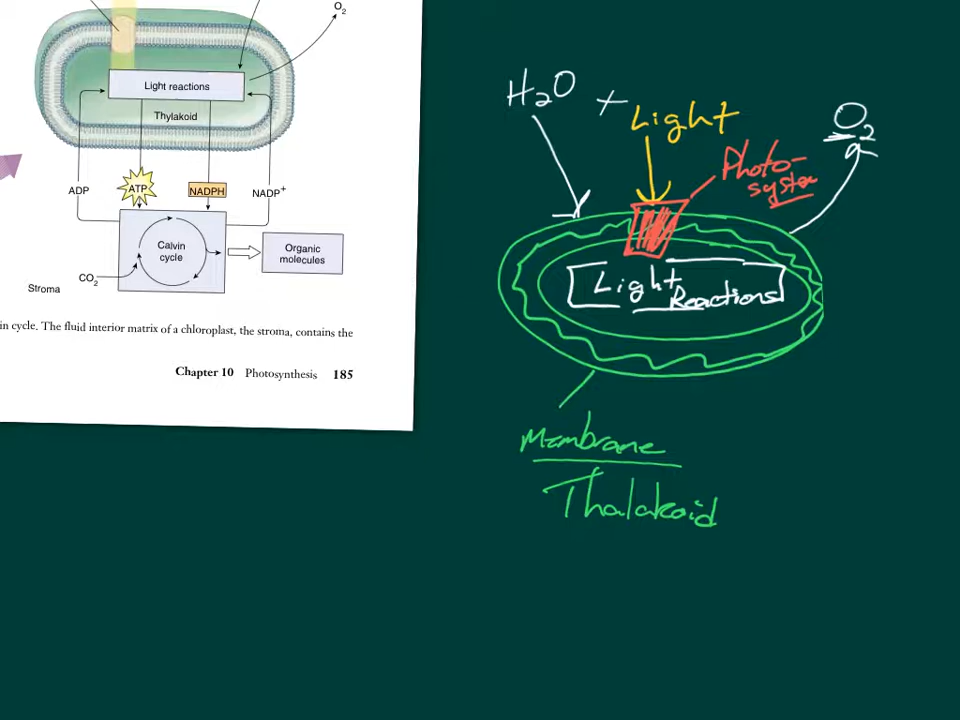 O2
Light reactions
Thylakoid
ADP
ATP
NADPH
NADP+
Calvin
cycle
Organic
molecules
CO2
Stroma
in cycle. The fluid interior matrix of a chloroplast, the stroma, contains the
Chapter 10 Photosynthesis 185
H2O + Light
O2
Photo-
system
Light
Reactions
Membrane
Thalakoid